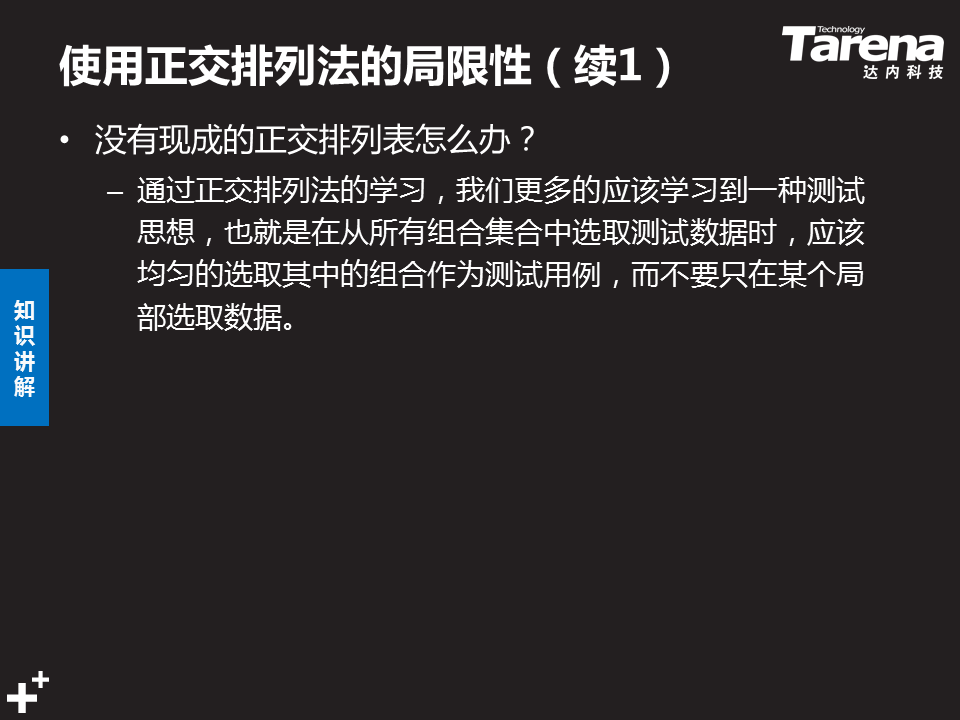 使用正交排列法的局限性（续1）
Technology
Tarena
达内科技
• 没有现成的正交排列表怎么办？
– 通过正交排列法的学习，我们更多的应该学习到一种测试
思想，也就是在从所有组合集合中选取测试数据时，应该
均匀的选取其中的组合作为测试用例，而不要只在某个局
部选取数据。
知
识
讲
解